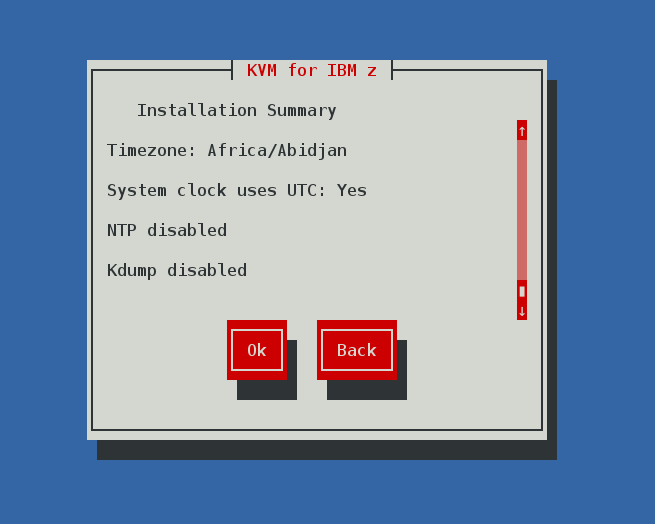 KVM for IBM z
Installation Summary
Timezone: Africa/Abidjan
System clock uses UTC: Yes
NTP disabled
Kdump disabled
Ok Back